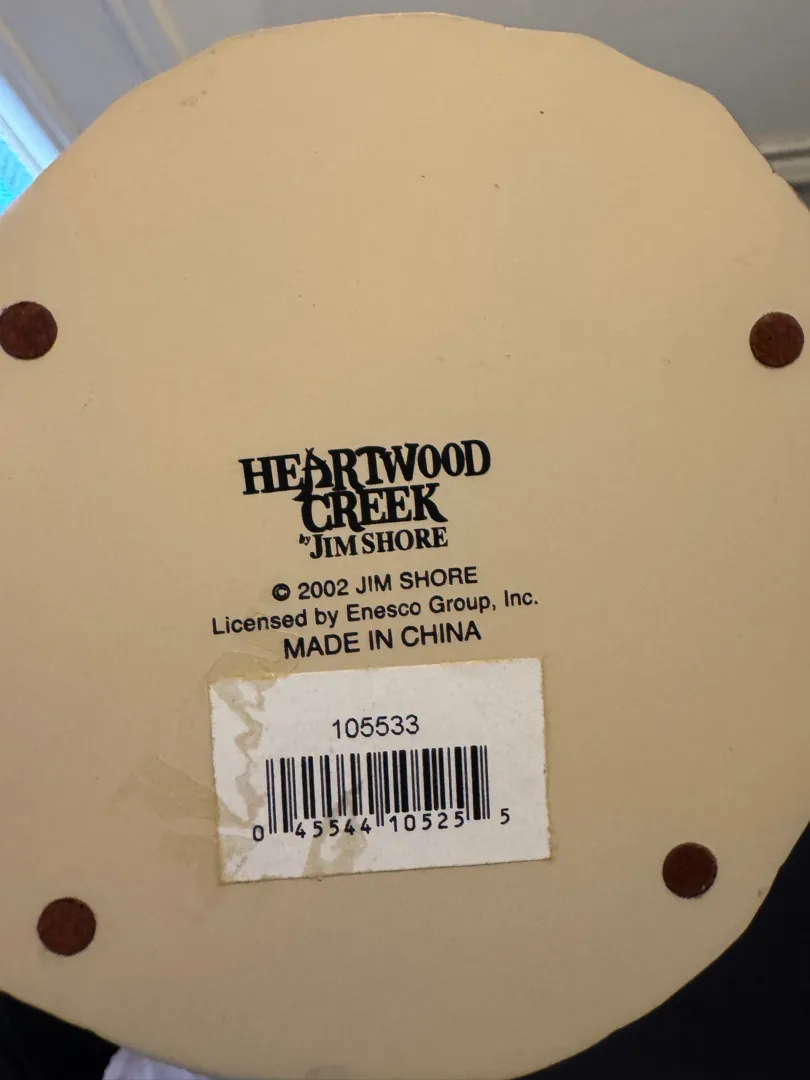 HEARTWOOD
CREEK
by JIM SHORE
© 2002 JIM SHORE
Licensed by Enesco Group, Inc.
MADE IN CHINA
105533
0 45544 10525 5